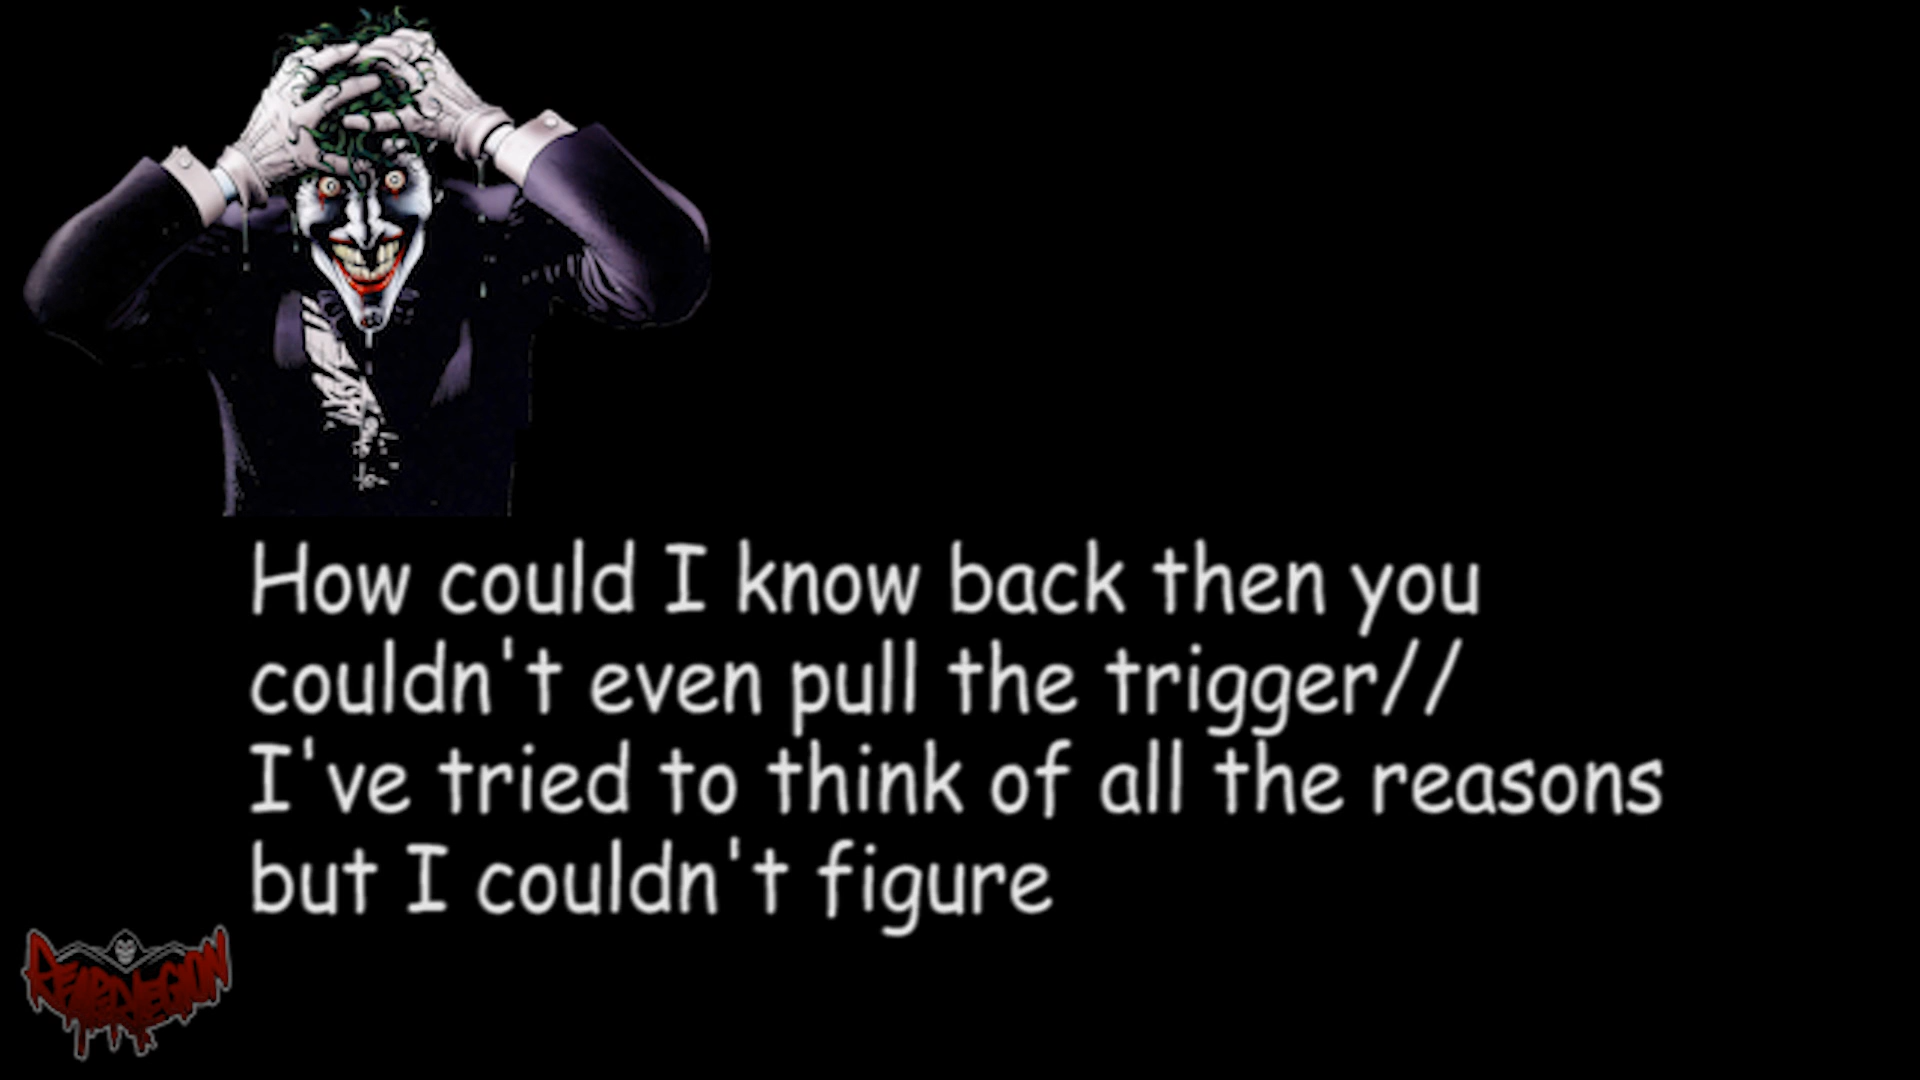 How could I know back then you
couldn't even pull the trigger//
I've tried to think of all the reasons
but I couldn't figure